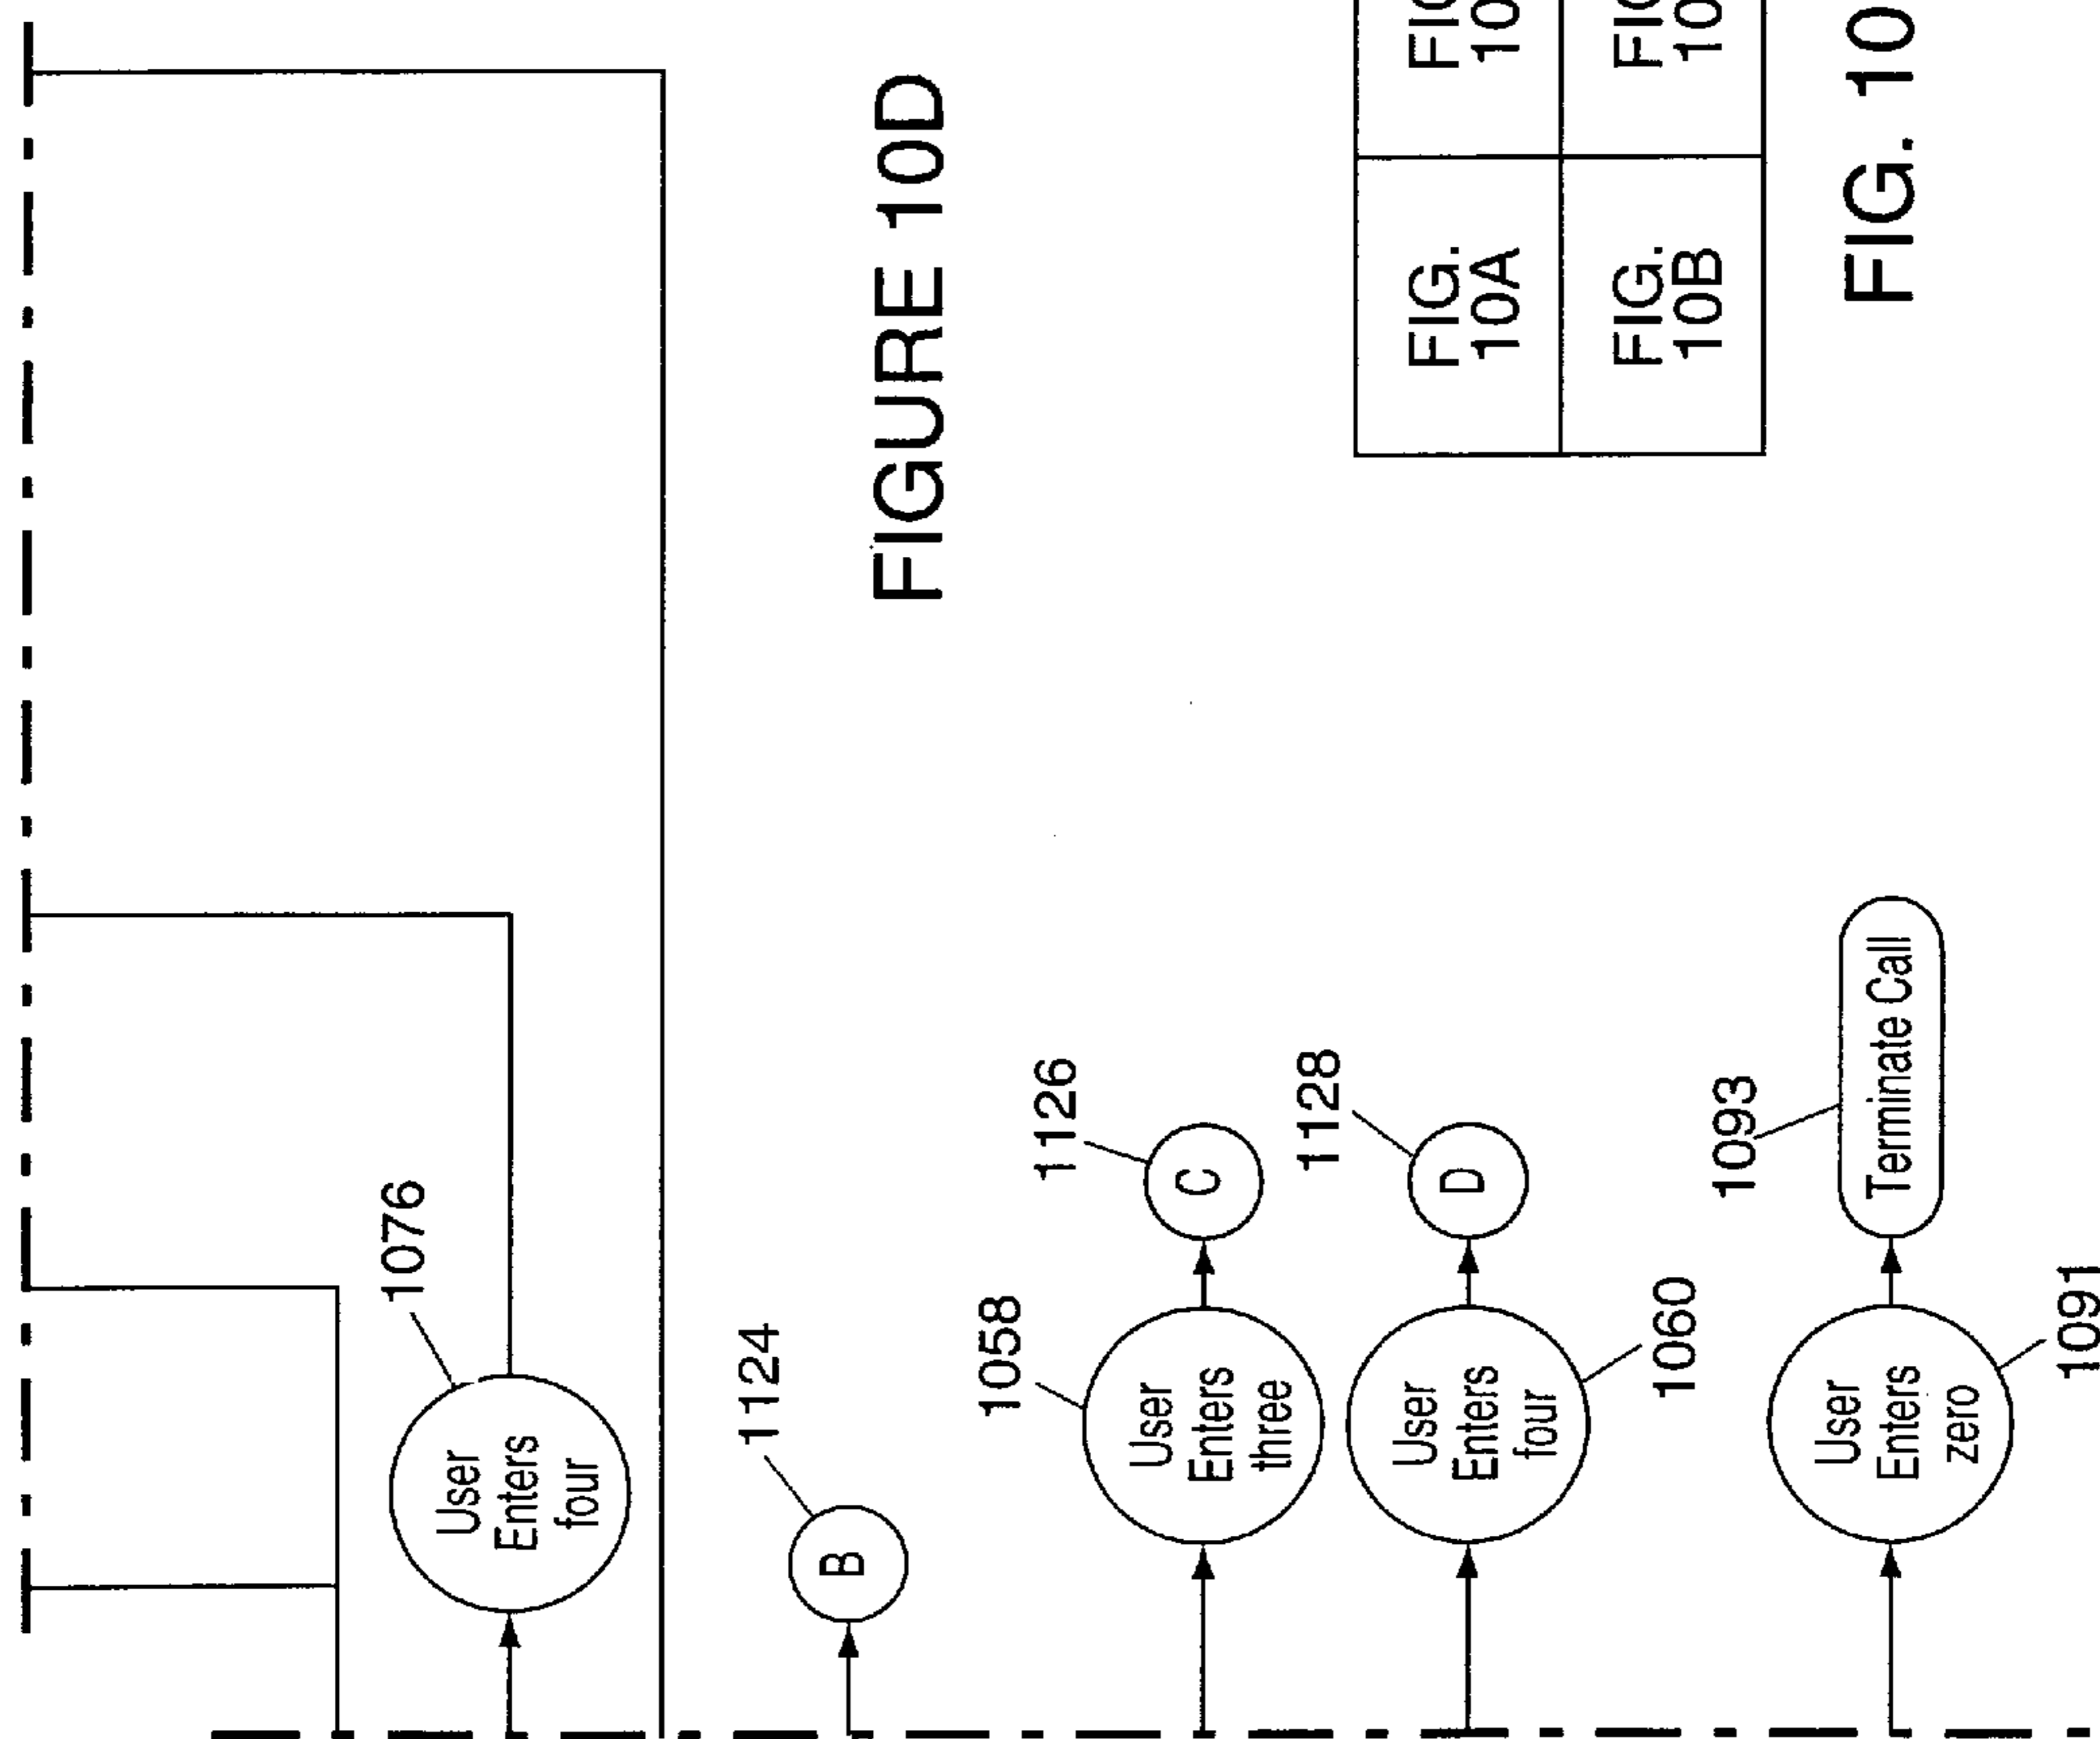 1076
User
Enters
four
1124
B
FIGURE 10D
1058
1126
User
Enters
three
C
1128
User
Enters
four
D
1060
FIG.
10A
FIG.
10B
1093
User
Enters
zero
Terminate Call
FIG. 10
1091